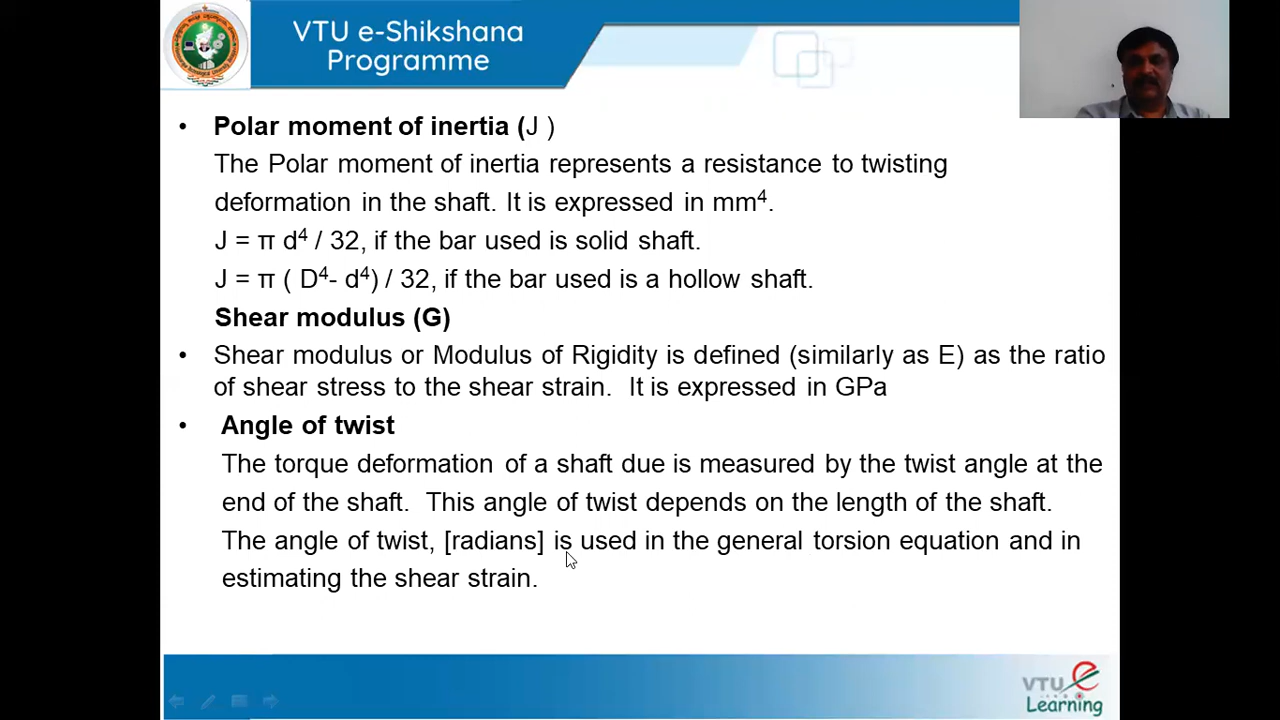 VTU e-Shikshana
Programme
• Polar moment of inertia (J )
The Polar moment of inertia represents a resistance to twisting
deformation in the shaft. It is expressed in mm⁴.
J = π d⁴ / 32, if the bar used is solid shaft.
J = π ( D⁴- d⁴) / 32, if the bar used is a hollow shaft.
Shear modulus (G)
• Shear modulus or Modulus of Rigidity is defined (similarly as E) as the ratio
of shear stress to the shear strain. It is expressed in GPa
• Angle of twist
The torque deformation of a shaft due is measured by the twist angle at the
end of the shaft. This angle of twist depends on the length of the shaft.
The angle of twist, [radians] is used in the general torsion equation and in
estimating the shear strain.
VTU e
Learning